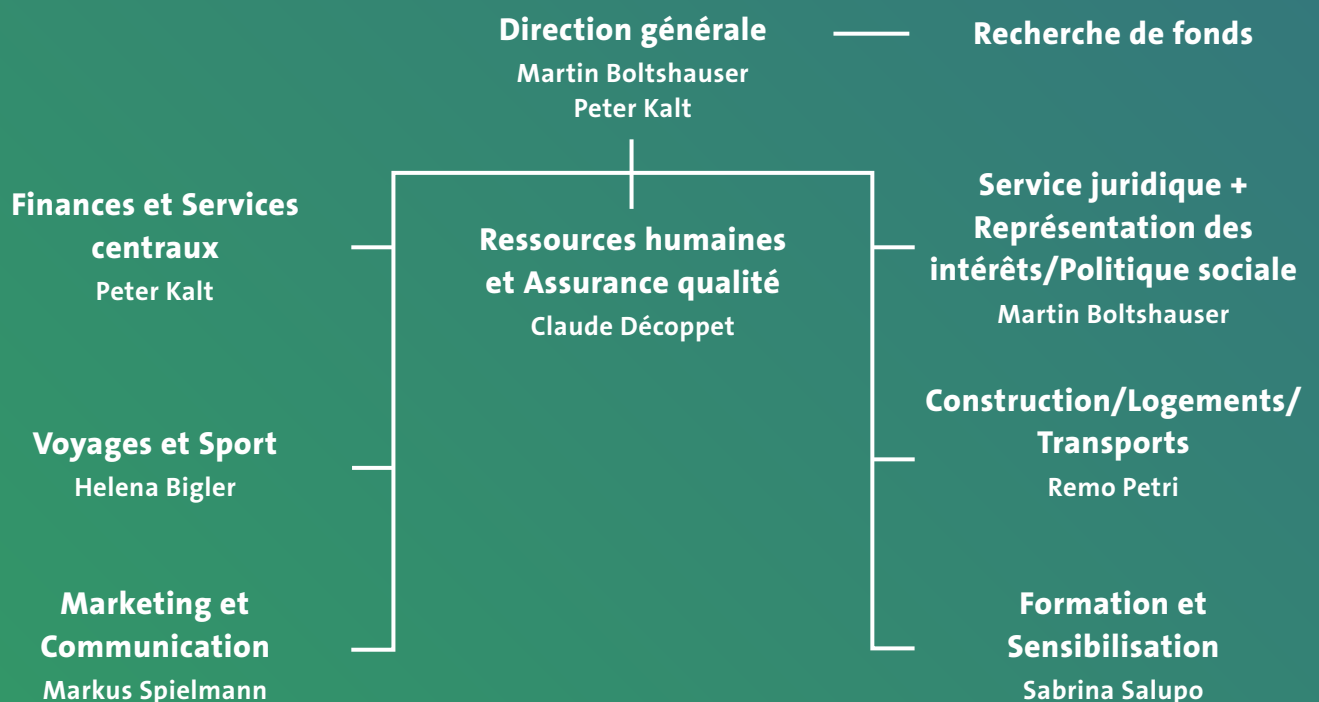 Direction générale
Martin Boltshauser
Peter Kalt
Recherche de fonds
Finances et Services
centraux
Peter Kalt
Ressources humaines
et Assurance qualité
Claude Décoppet
Service juridique +
Représentation des
intérêts/Politique sociale
Martin Boltshauser
Voyages et Sport
Helena Bigler
Construction/Logements/
Transports
Remo Petri
Marketing et
Communication
Markus Spielmann
Formation et
Sensibilisation
Sabrina Salupo